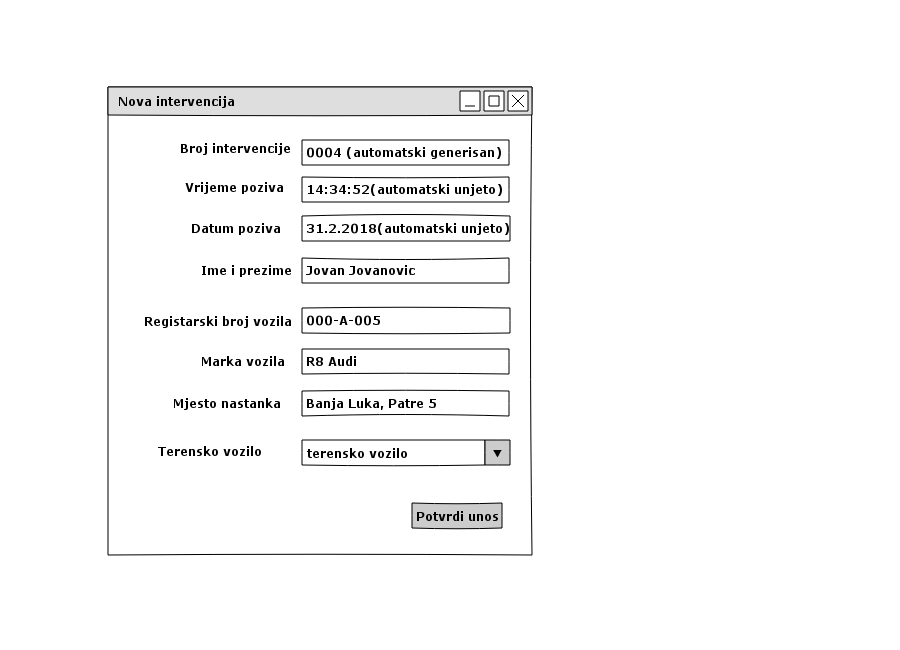 Nova intervencija
Broj intervencije 0004 (automatski generisan)
Vrijeme poziva 14:34:52(automatski unjeto)
Datum poziva 31.2.2018(automatski unjeto)
Ime i prezime Jovan Jovanovic
Registarski broj vozila 000-A-005
Marka vozila R8 Audi
Mjesto nastanka Banja Luka, Patre 5
Terensko vozilo terensko vozilo
Potvrdi unos